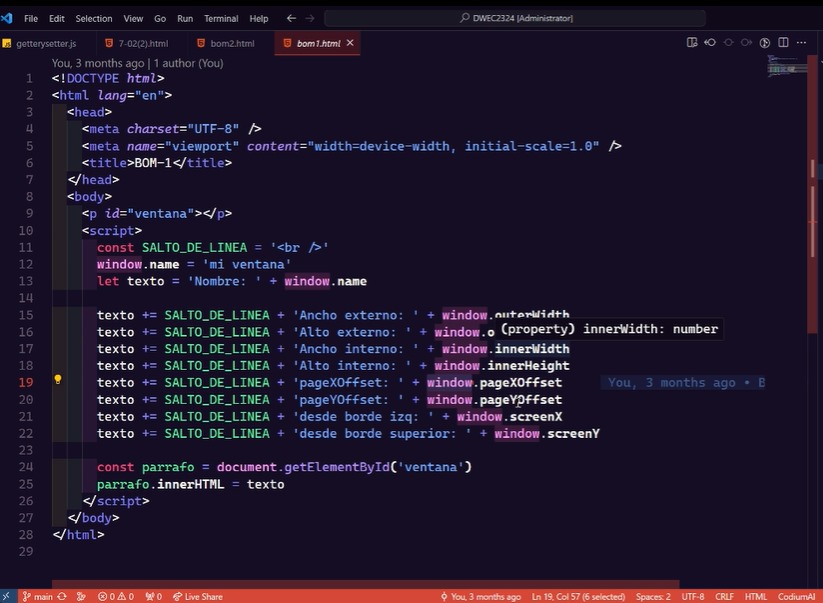 File Edit Selection View Go Run Terminal Help DWEC2324 [Administrator]
getterysetter.js 7-02(2).html bom2.html bom1.html
You, 3 months ago | 1 author (You)
1 <!DOCTYPE html>
2 <html lang="en">
3 <head>
4 <meta charset="UTF-8" />
5 <meta name="viewport" content="width=device-width, initial-scale=1.0" />
6 <title>BOM-1</title>
7 </head>
8 <body>
9 <p id="ventana"></p>
10 <script>
11 const SALTO_DE_LINEA = '<br />'
12 window.name = 'mi ventana'
13 let texto = 'Nombre: ' + window.name
14
15 texto += SALTO_DE_LINEA + 'Ancho externo: ' + window.outerWidth
16 texto += SALTO_DE_LINEA + 'Alto externo: ' + window.o
(property) innerWidth: number
17 texto += SALTO_DE_LINEA + 'Ancho interno: ' + window.innerWidth
18 texto += SALTO_DE_LINEA + 'Alto interno: ' + window.innerHeight
19 texto += SALTO_DE_LINEA + 'pageXOffset: ' + window.pageXOffset You, 3 months ago • B
20 texto += SALTO_DE_LINEA + 'pageYOffset: ' + window.pageYOffset
21 texto += SALTO_DE_LINEA + 'desde borde izq: ' + window.screenX
22 texto += SALTO_DE_LINEA + 'desde borde superior: ' + window.screenY
23
24 const parrafo = document.getElementById('ventana')
25 parrafo.innerHTML = texto
26 </script>
27 </body>
28 </html>
29
main 0 0 0 Live Share You, 3 months ago Ln 19, Col 57 (6 selected) Spaces: 2 UTF-8 CRLF HTML CodiumAI